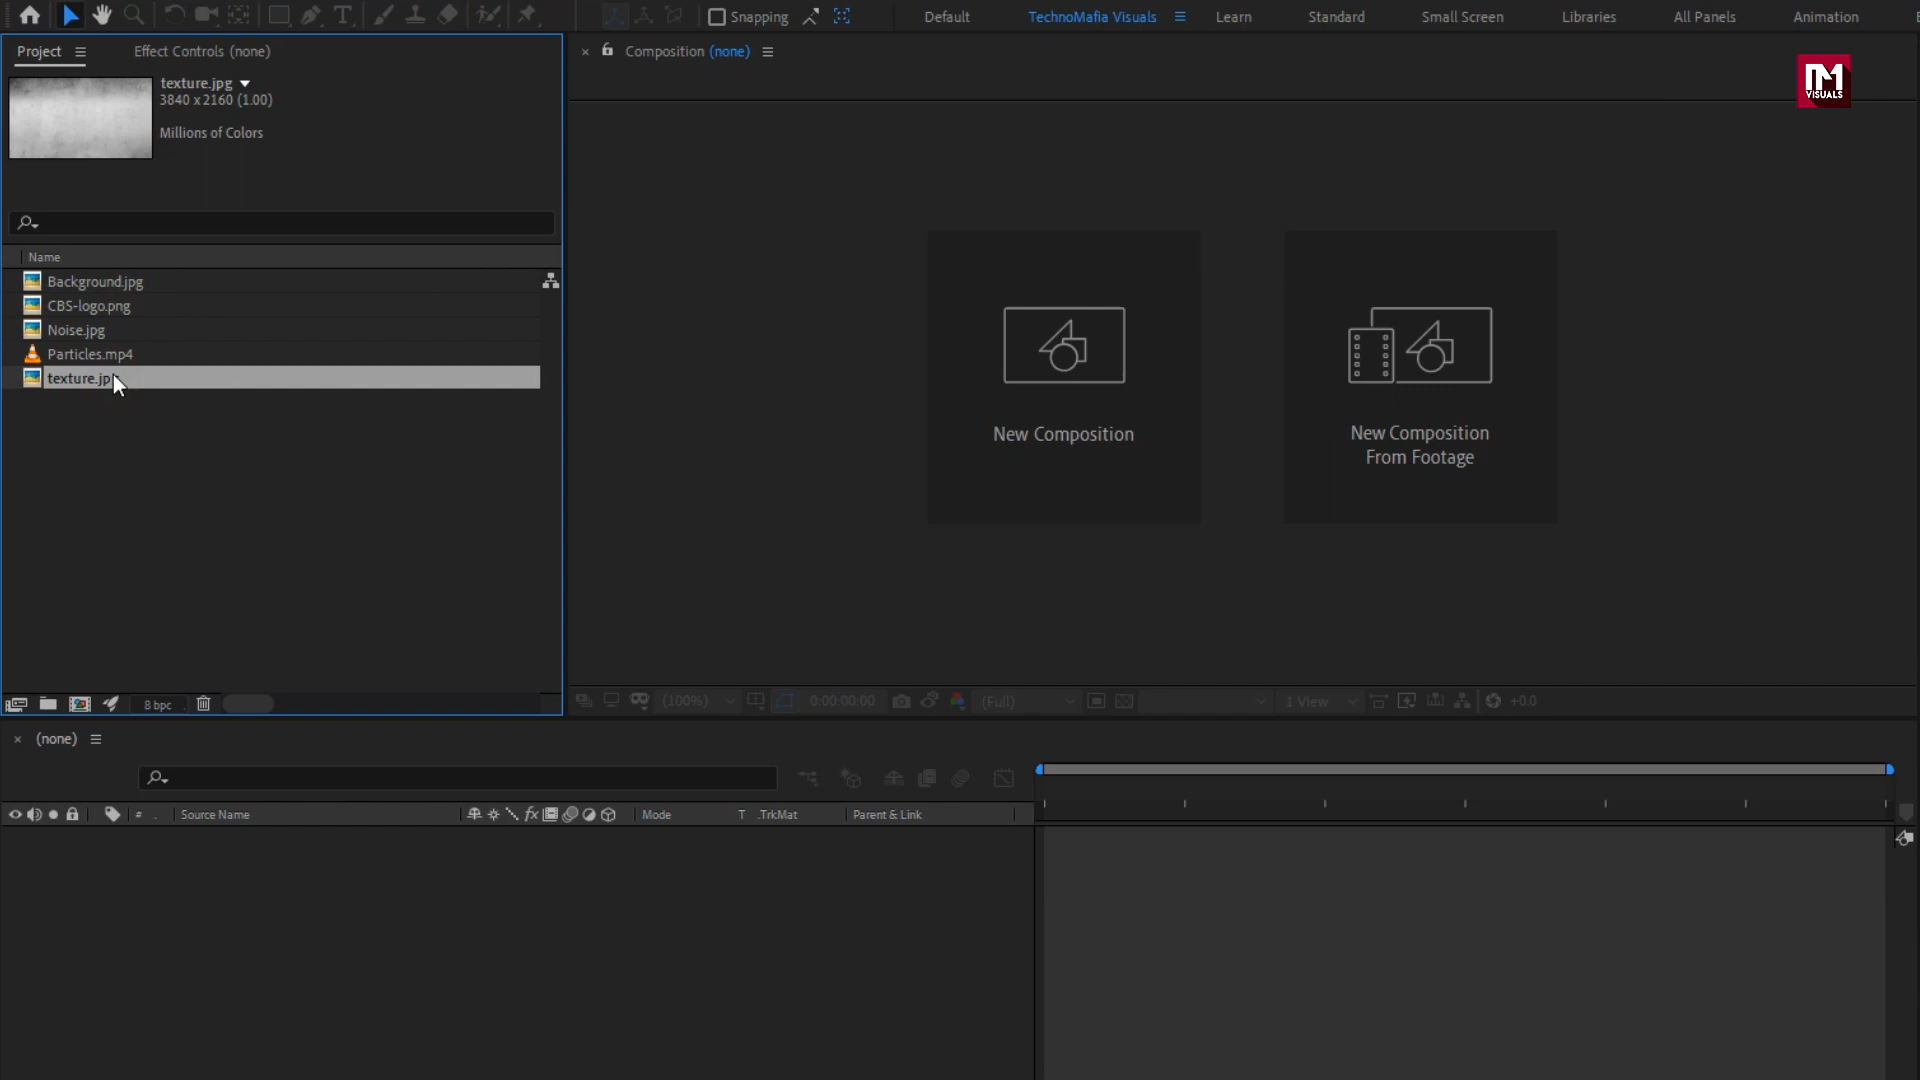 Snapping
Default
TechnoMafia Visuals
Learn
Standard
Small Screen
Libraries
All Panels
Animation
Project
Effect Controls (none)
Composition (none)
VISUALS
texture.jpg
3840 x 2160 (1.00)
Millions of Colors
Name
Background.jpg
CBS-logo.png
Noise.jpg
Particles.mp4
texture.jp
New Composition
New Composition
From Footage
8 bpc
(100%)
0:00:00:00
(Full)
1 View
+0.0
(none)
#
Source Name
fx
Mode
T .TrkMat
Parent & Link